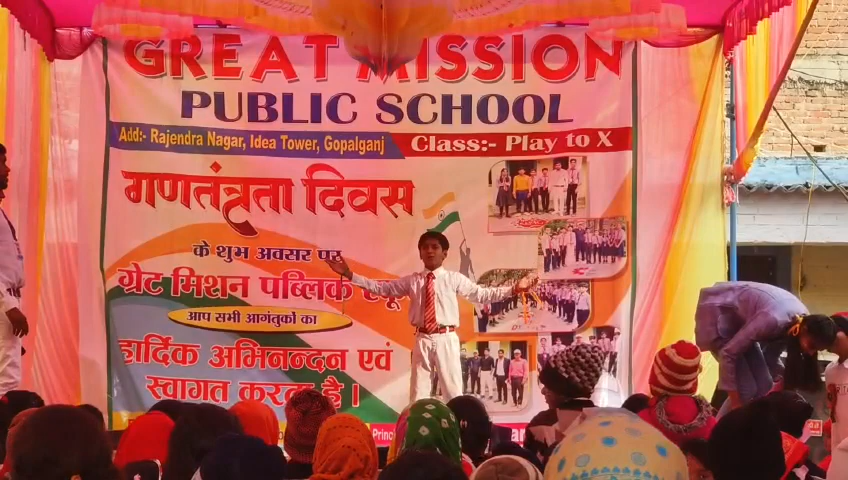 GREAT MISSION
PUBLIC SCHOOL
Add:- Rajendra Nagar, Idea Tower, Gopalganj
Class:- Play to X
गणतंत्रता दिवस
के शुभ अवसर पर
ग्रेट मिशन पब्लिक
आप सभी आगंतुकों का
हार्दिक अभिनन्दन एवं
स्वागत करता है।